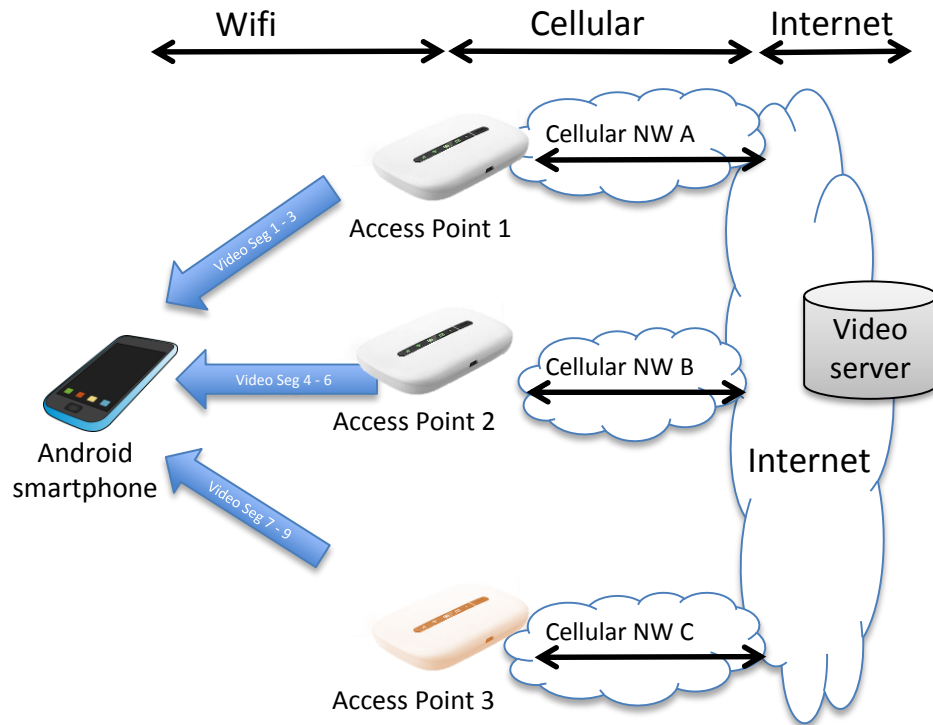 Wifi
Cellular
Internet
Cellular NW A
Access Point 1
Video Seg 1 - 3
Video
server
Cellular NW B
Video Seg 4 - 6
Access Point 2
Android
smartphone
Internet
Video Seg 7 - 9
Cellular NW C
Access Point 3